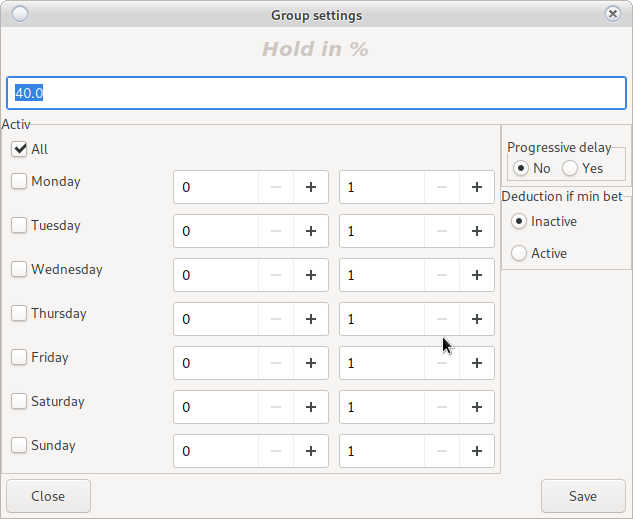 Group settings
Hold in %
40.0
Activ
All
Monday 0 − + 1 − +
Tuesday 0 − + 1 − +
Wednesday 0 − + 1 − +
Thursday 0 − + 1 − +
Friday 0 − + 1 − +
Saturday 0 − + 1 − +
Sunday 0 − + 1 − +
Progressive delay
No Yes
Deduction if min bet
Inactive
Active
Close Save